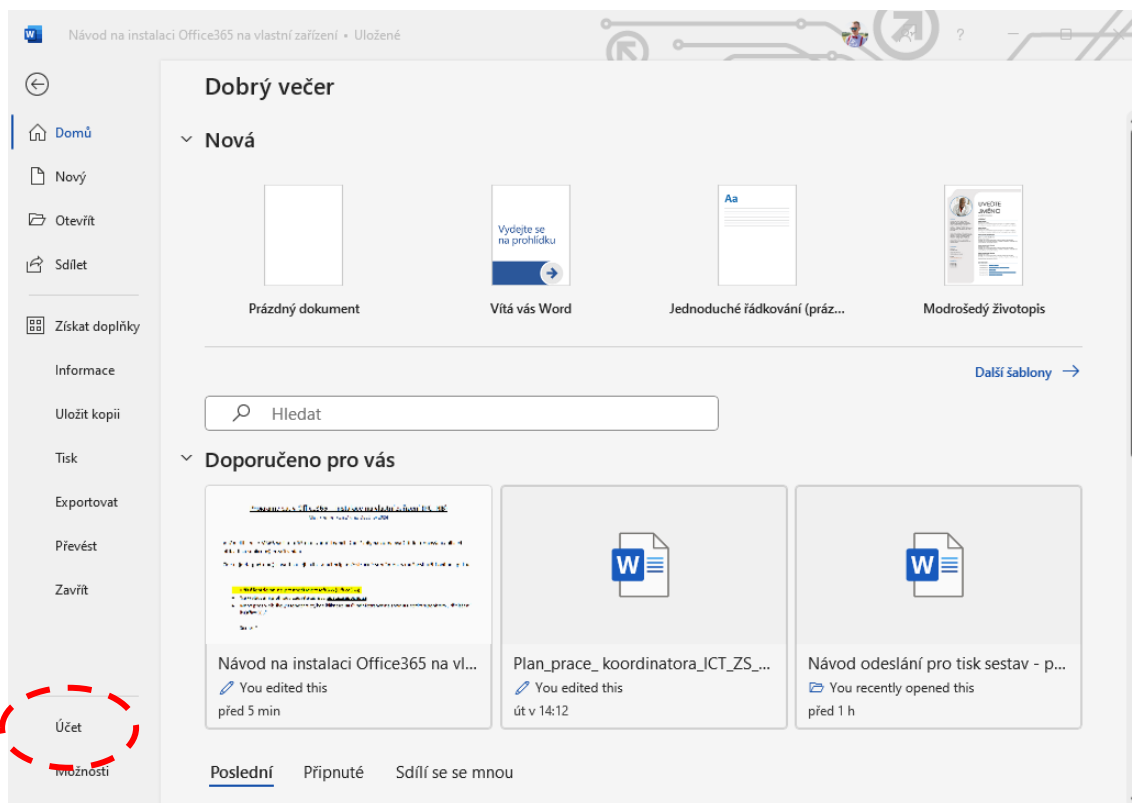 W Návod na instalaci Office365 na vlastní zařízení • Uložené ?
Dobrý večer
Domů
Nový
Otevřít
Sdílet
Získat doplňky
Informace
Uložit kopii
Tisk
Exportovat
Převést
Zavřít
Účet
Možnosti
Nová
Vydejte se
na prohlídku
Aa
UVEĎTE
JMÉNO
Prázdný dokument
Vítá vás Word
Jednoduché řádkování (práz...
Modrošedý životopis
Další šablony
Hledat
Doporučeno pro vás
W
W
Návod na instalaci Office365 na vl...
You edited this
před 5 min
Plan_prace_ koordinatora_ICT_ZS_...
You edited this
út v 14:12
Návod odeslání pro tisk sestav - p...
You recently opened this
před 1 h
Poslední Připnuté Sdílí se se mnou